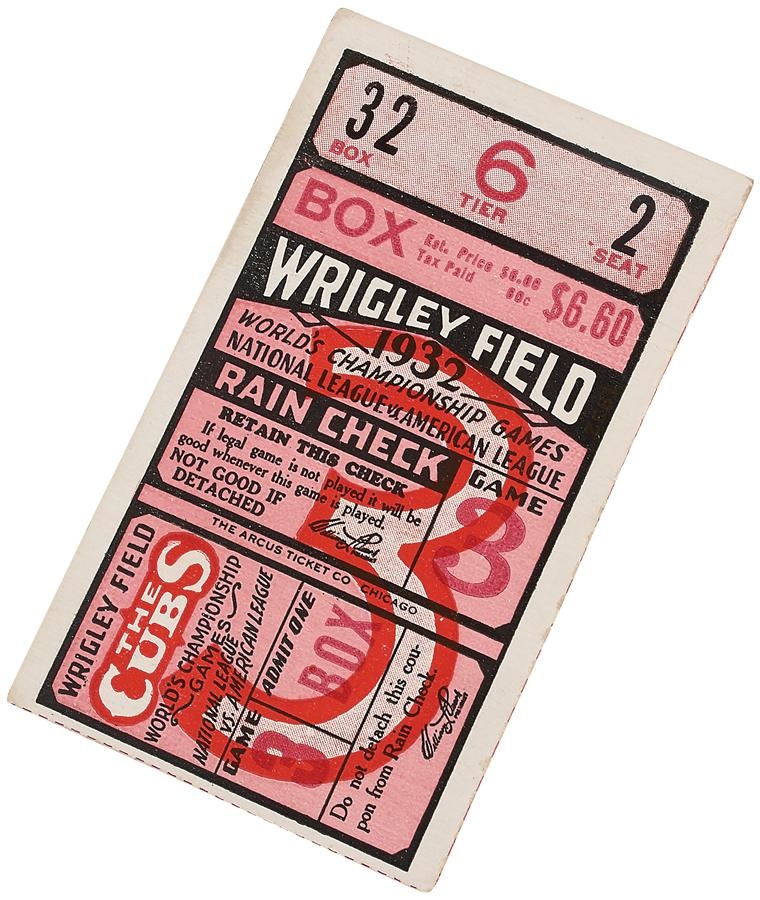 32
BOX
6
TIER
2
SEAT
BOX
Est. Price $6.00
Tax Paid 60c
$6.60
WRIGLEY FIELD
1932
WORLD'S CHAMPIONSHIP GAMES
NATIONAL LEAGUE VS. AMERICAN LEAGUE
RAIN CHECK
RETAIN THIS CHECK
If legal game is not played it will be
good whenever this game is played.
NOT GOOD IF
DETACHED
GAME
3
3
THE ARCUS TICKET CO CHICAGO
WRIGLEY FIELD
THE
CUBS
WORLD'S CHAMPIONSHIP
GAMES
NATIONAL LEAGUE
VS. AMERICAN LEAGUE
GAME
3
ADMIT ONE
BOX
Do not detach this cou-
pon from Rain Check.